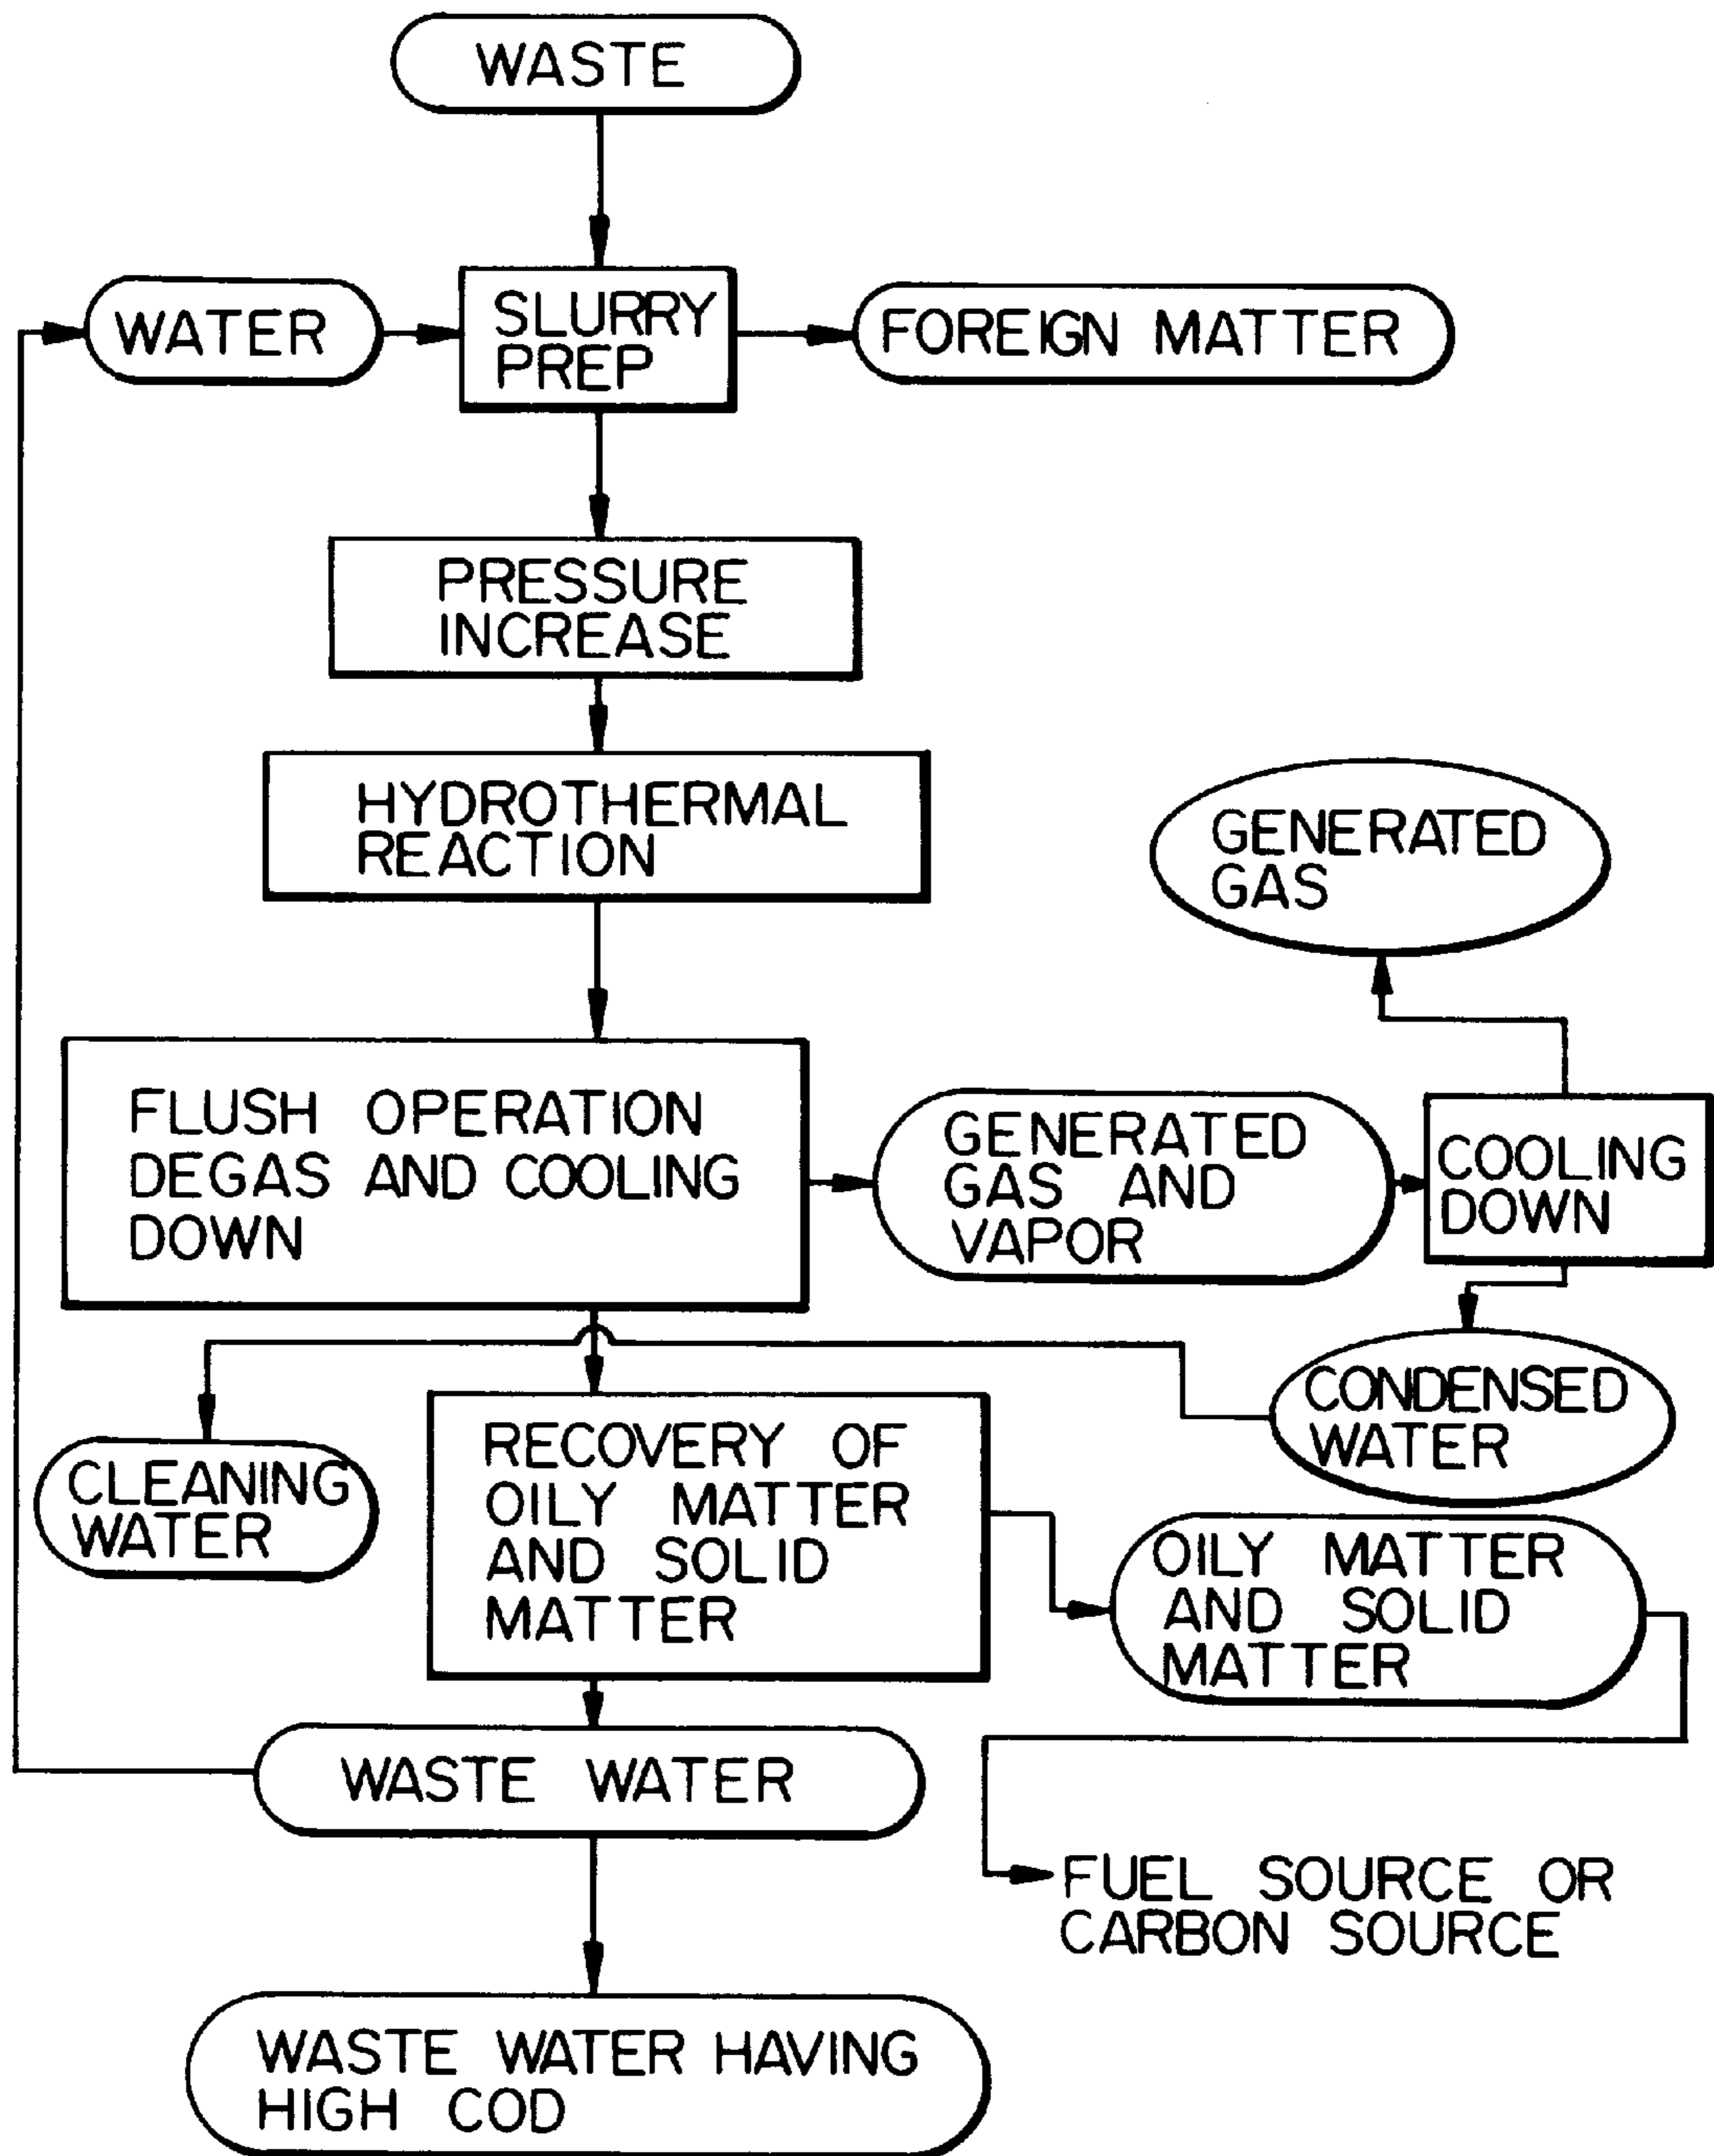 WASTE
WATER
SLURRY
PREP
FOREIGN MATTER
PRESSURE
INCREASE
HYDROTHERMAL
REACTION
GENERATED
GAS
FLUSH OPERATION
DEGAS AND COOLING
DOWN
GENERATED
GAS AND
VAPOR
COOLING
DOWN
CONDENSED
WATER
CLEANING
WATER
RECOVERY OF
OILY MATTER
AND SOLID
MATTER
OILY MATTER
AND SOLID
MATTER
WASTE WATER
FUEL SOURCE OR
CARBON SOURCE
WASTE WATER HAVING
HIGH COD